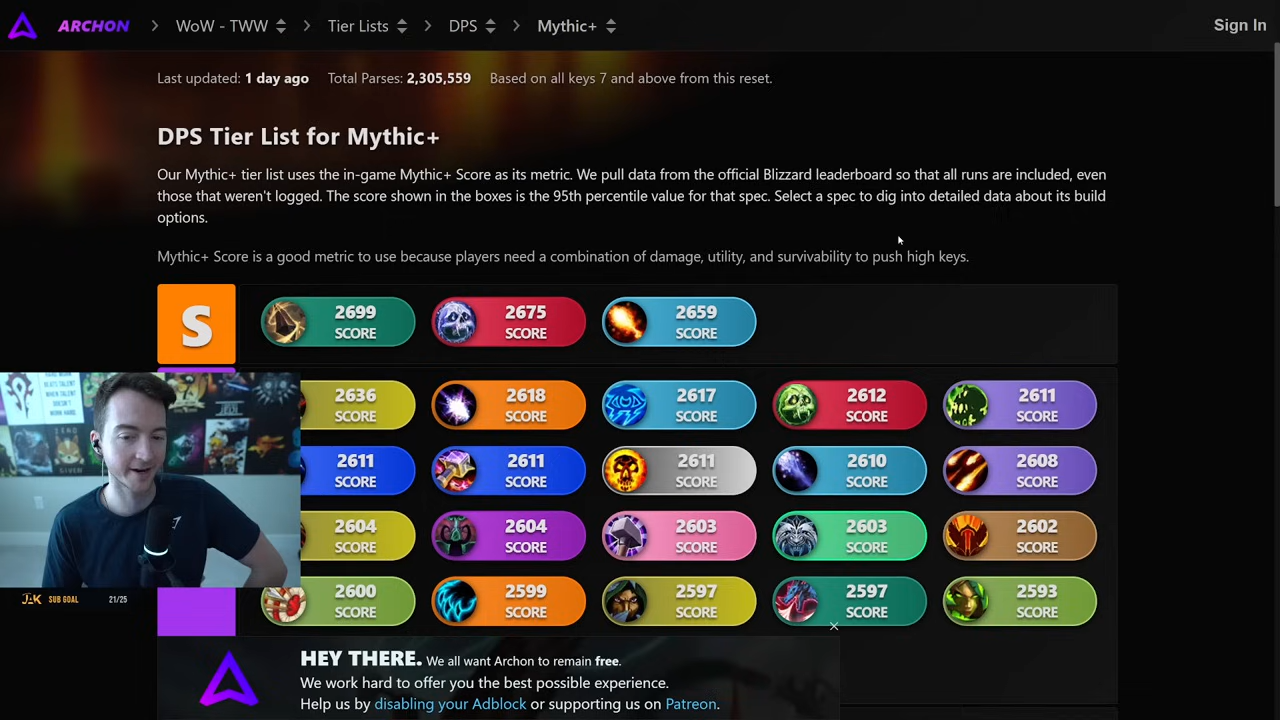 ARCHON > WoW - TWW > Tier Lists > DPS > Mythic+ Sign In
Last updated: 1 day ago Total Parses: 2,305,559 Based on all keys 7 and above from this reset.
DPS Tier List for Mythic+
Our Mythic+ tier list uses the in-game Mythic+ Score as its metric. We pull data from the official Blizzard leaderboard so that all runs are included, even
those that weren't logged. The score shown in the boxes is the 95th percentile value for that spec. Select a spec to dig into detailed data about its build
options.
Mythic+ Score is a good metric to use because players need a combination of damage, utility, and survivability to push high keys.
S
2699 2675 2659
SCORE SCORE SCORE
2636 2618 2617 2612 2611
SCORE SCORE SCORE SCORE SCORE
2611 2611 2611 2610 2608
SCORE SCORE SCORE SCORE SCORE
2604 2604 2603 2603 2602
SCORE SCORE SCORE SCORE SCORE
2600 2599 2597 2597 2593
SCORE SCORE SCORE SCORE SCORE
SUB GOAL 21/25
HEY THERE. We all want Archon to remain free.
We work hard to offer you the best possible experience.
Help us by disabling your Adblock or supporting us on Patreon.